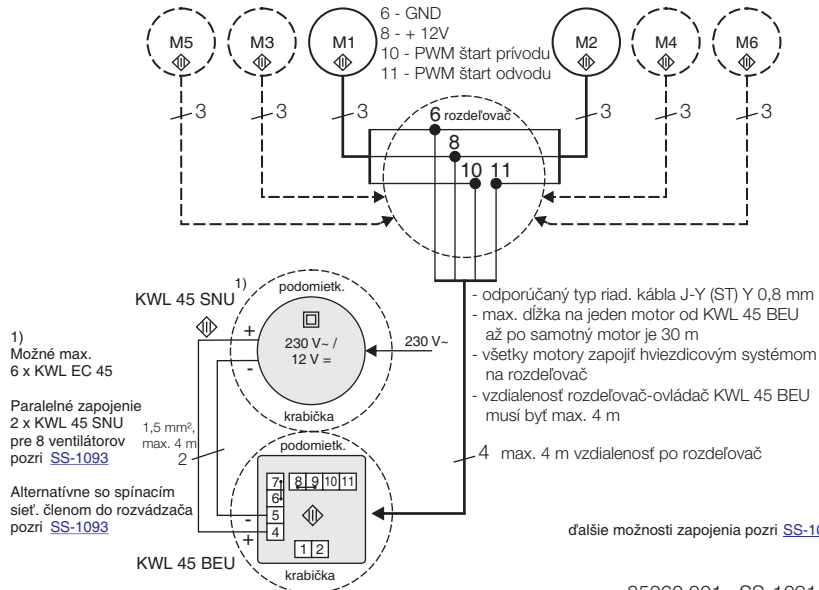 6 - GND
8 - + 12V
10 - PWM štart prívodu
11 - PWM štart odvodu
M5
M3
M1
M2
M4
M6
3
3
3
3
3
3
6 rozdeľovač
8
10 11
KWL 45 SNU 1)
podomietk.
230 V~ /
12 V =
+
-
230 V~
krabička
- odporúčaný typ riad. kábla J-Y (ST) Y 0,8 mm
- max. dĺžka na jeden motor od KWL 45 BEU
až po samotný motor je 30 m
- všetky motory zapojiť hviezdicovým systémom
na rozdeľovač
- vzdialenosť rozdeľovač-ovládač KWL 45 BEU
musí byť max. 4 m
1)
Možné max.
6 x KWL EC 45
Paralelné zapojenie
2 x KWL 45 SNU
pre 8 ventilátorov
pozri SS-1093
Alternatívne so spínacím
sieť. členom do rozvádzača
pozri SS-1093
1,5 mm²,
max. 4 m
2
podomietk.
7 8 9 10 11
6
5
4
-
+
1 2
KWL 45 BEU
krabička
4 max. 4 m vzdialenosť po rozdeľovač
ďalšie možnosti zapojenia pozri